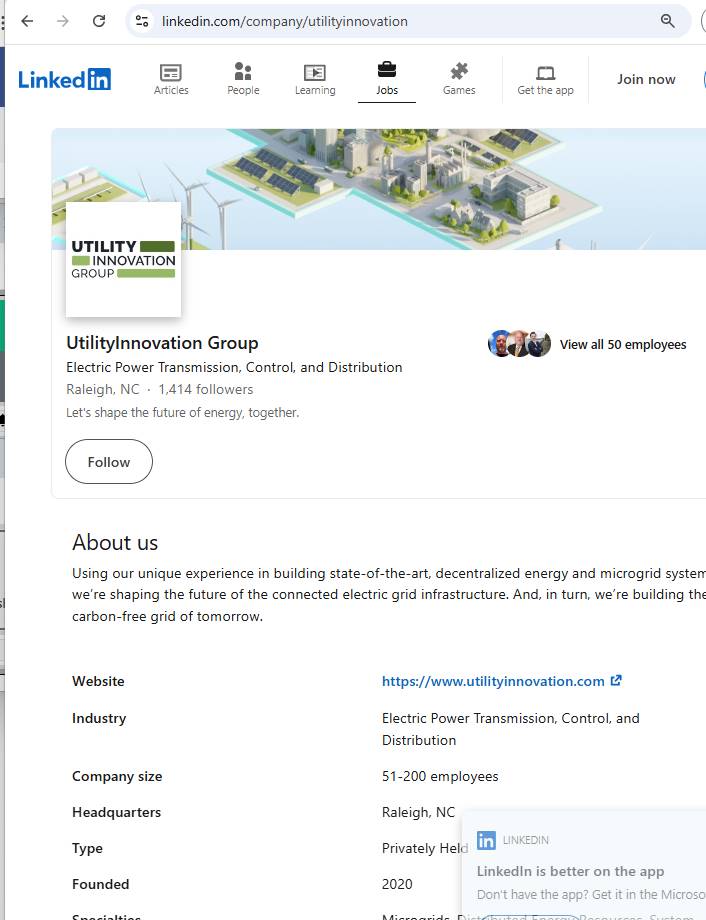 linkedin.com/company/utilityinnovation
Linkedin
Articles
People
Learning
Jobs
Games
Get the app
Join now
UTILITY
INNOVATION
GROUP
UtilityInnovation Group
Electric Power Transmission, Control, and Distribution
Raleigh, NC · 1,414 followers
Let's shape the future of energy, together.
View all 50 employees
Follow
About us
Using our unique experience in building state-of-the-art, decentralized energy and microgrid system
we’re shaping the future of the connected electric grid infrastructure. And, in turn, we’re building the
carbon-free grid of tomorrow.
Website
https://www.utilityinnovation.com
Industry
Electric Power Transmission, Control, and
Distribution
Company size
51-200 employees
Headquarters
Raleigh, NC
Type
Privately Held
Founded
2020
Specialties
Microgrids, Distributed Energy Resources, System
LINKEDIN
LinkedIn is better on the app
Don't have the app? Get it in the Microso